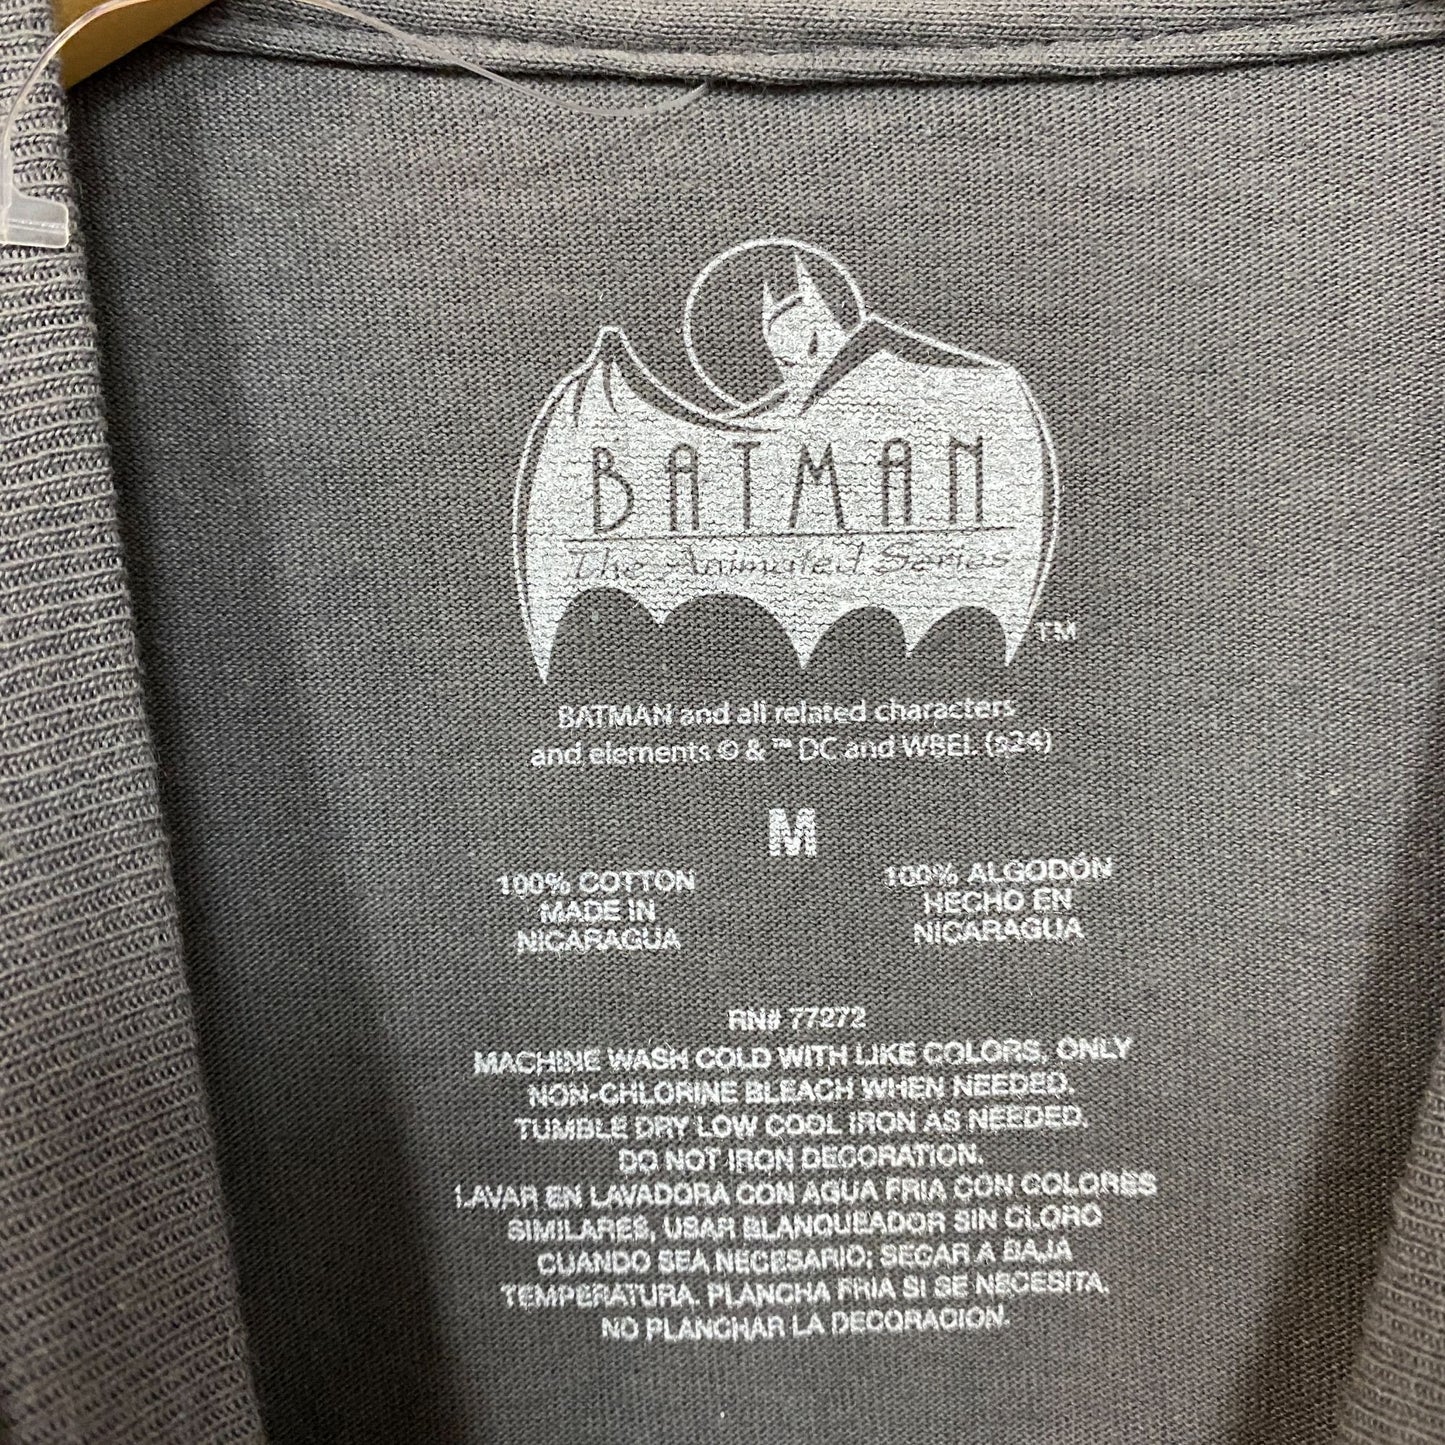 BATMAN
The Animated Series
TM
BATMAN and all related characters
and elements © & ™ DC and WBEI. (s24)
M
100% COTTON
MADE IN
NICARAGUA
100% ALGODÓN
HECHO EN
NICARAGUA
RN# 77272
MACHINE WASH COLD WITH LIKE COLORS, ONLY
NON-CHLORINE BLEACH WHEN NEEDED.
TUMBLE DRY LOW COOL IRON AS NEEDED.
DO NOT IRON DECORATION.
LAVAR EN LAVADORA CON AGUA FRIA CON COLORES
SIMILARES, USAR BLANQUEADOR SIN CLORO
CUANDO SEA NECESARIO; SECAR A BAJA
TEMPERATURA. PLANCHA FRIA SI SE NECESITA.
NO PLANCHAR LA DECORACION.